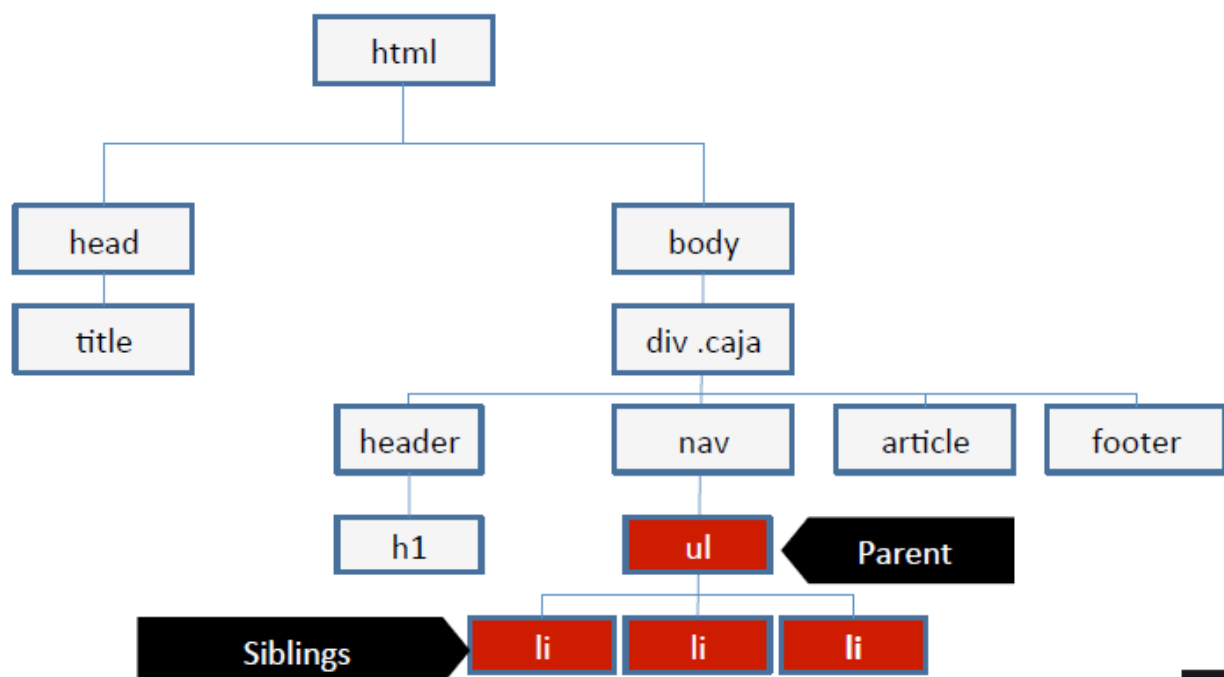 html
head
body
title
div .caja
header
nav
article
footer
h1
ul
Parent
Siblings
li
li
li